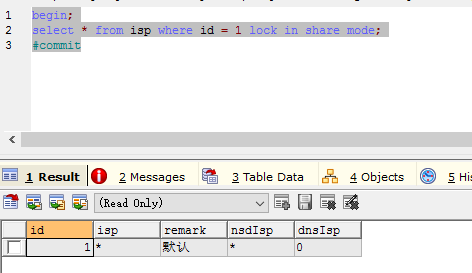 1 begin;
2 select * from isp where id = 1 lock in share mode;
3 #commit
1 Result 2 Messages 3 Table Data 4 Objects 5 Hi
(Read Only)
id isp remark nsdIsp dnsIsp
1 * 默认 * 0